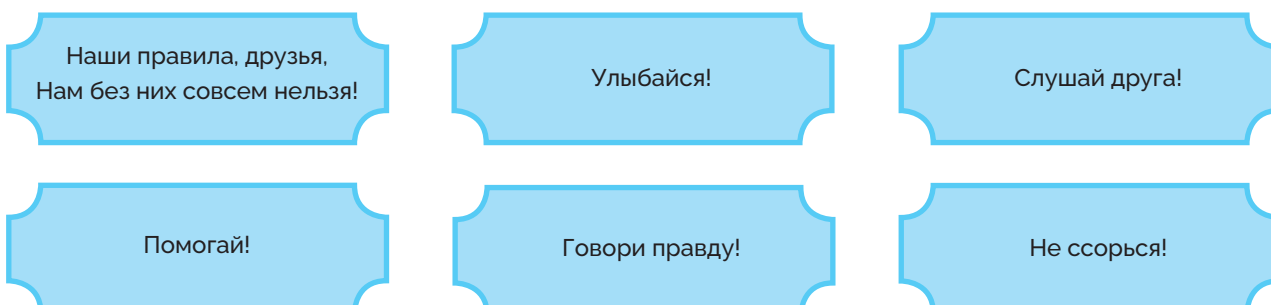 Наши правила, друзья,
Нам без них совсем нельзя!
Улыбайся!
Слушай друга!
Помогай!
Говори правду!
Не ссорься!